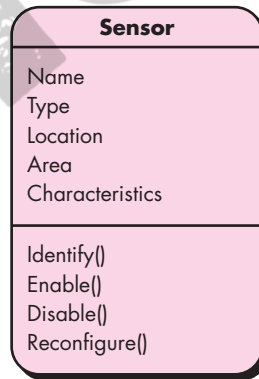 Sensor
Name
Type
Location
Area
Characteristics
Identify()
Enable()
Disable()
Reconfigure()